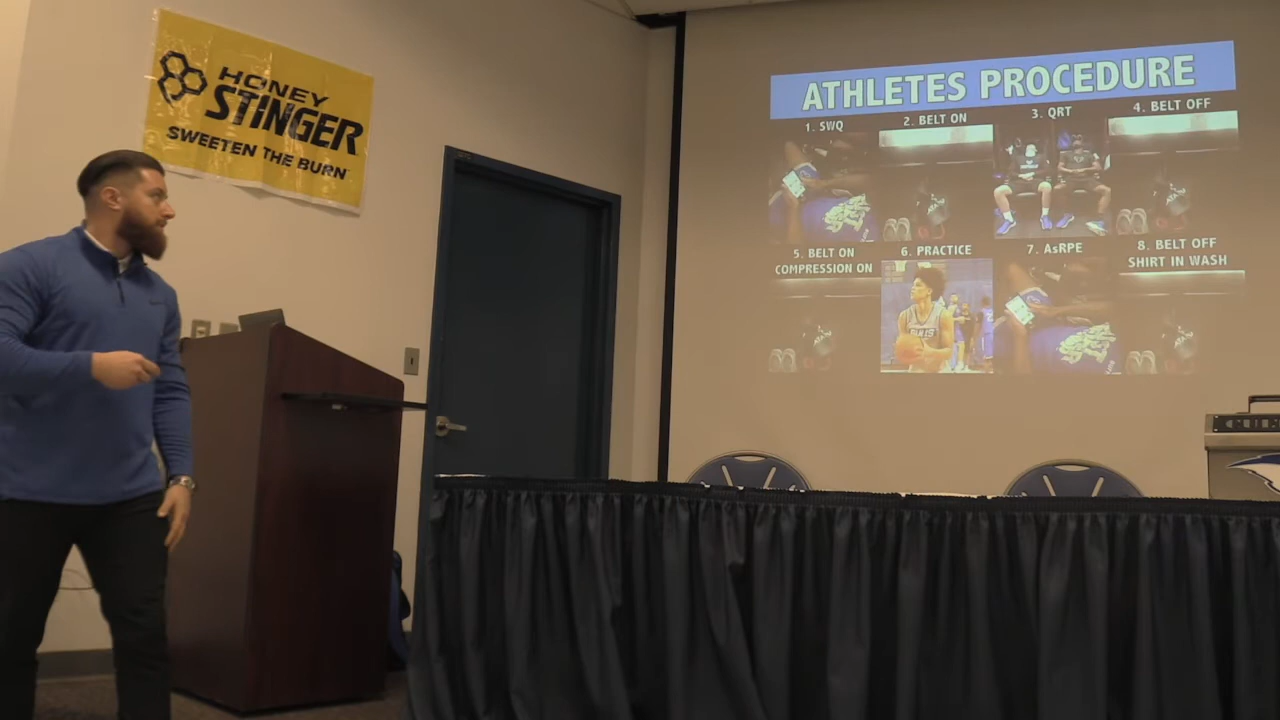 HONEY
STINGER
SWEETEN THE BURN
ATHLETES PROCEDURE
1. SWQ
2. BELT ON
3. QRT
4. BELT OFF
5. BELT ON
COMPRESSION ON
6. PRACTICE
7. AsRPE
8. BELT OFF
SHIRT IN WASH